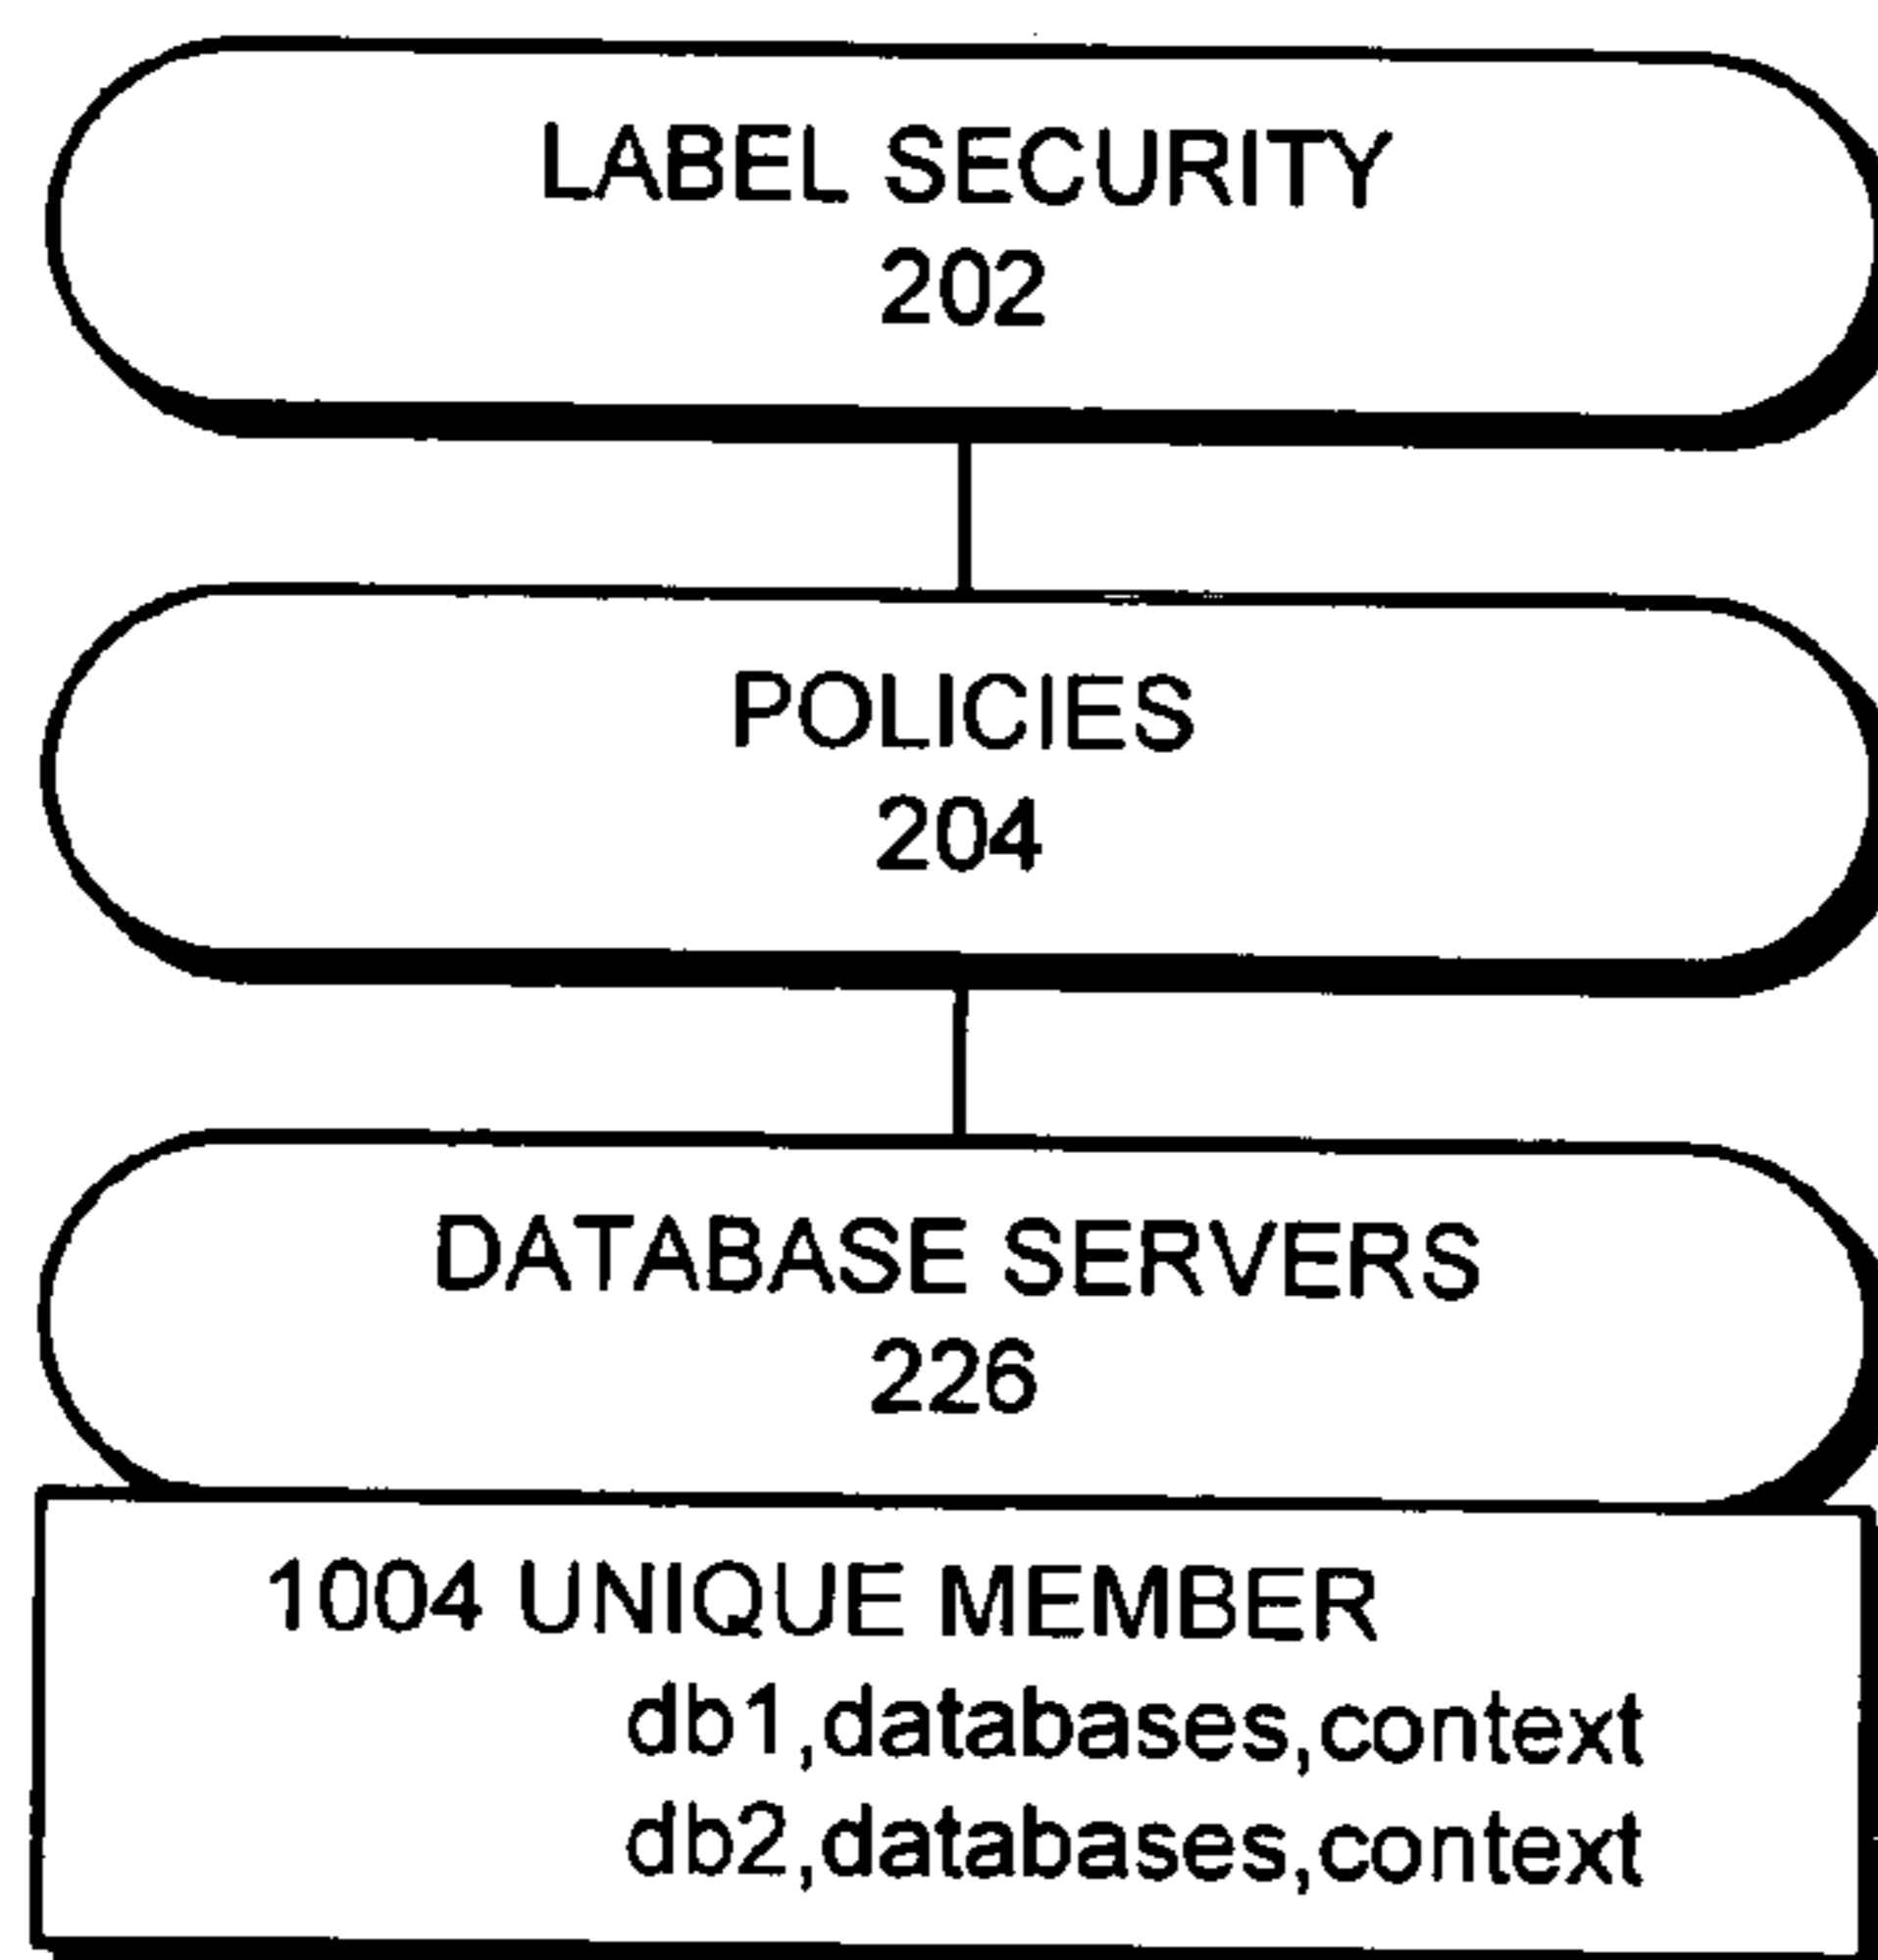 LABEL SECURITY
202
POLICIES
204
DATABASE SERVERS
226
1004 UNIQUE MEMBER
db1,databases,context
db2,databases,context